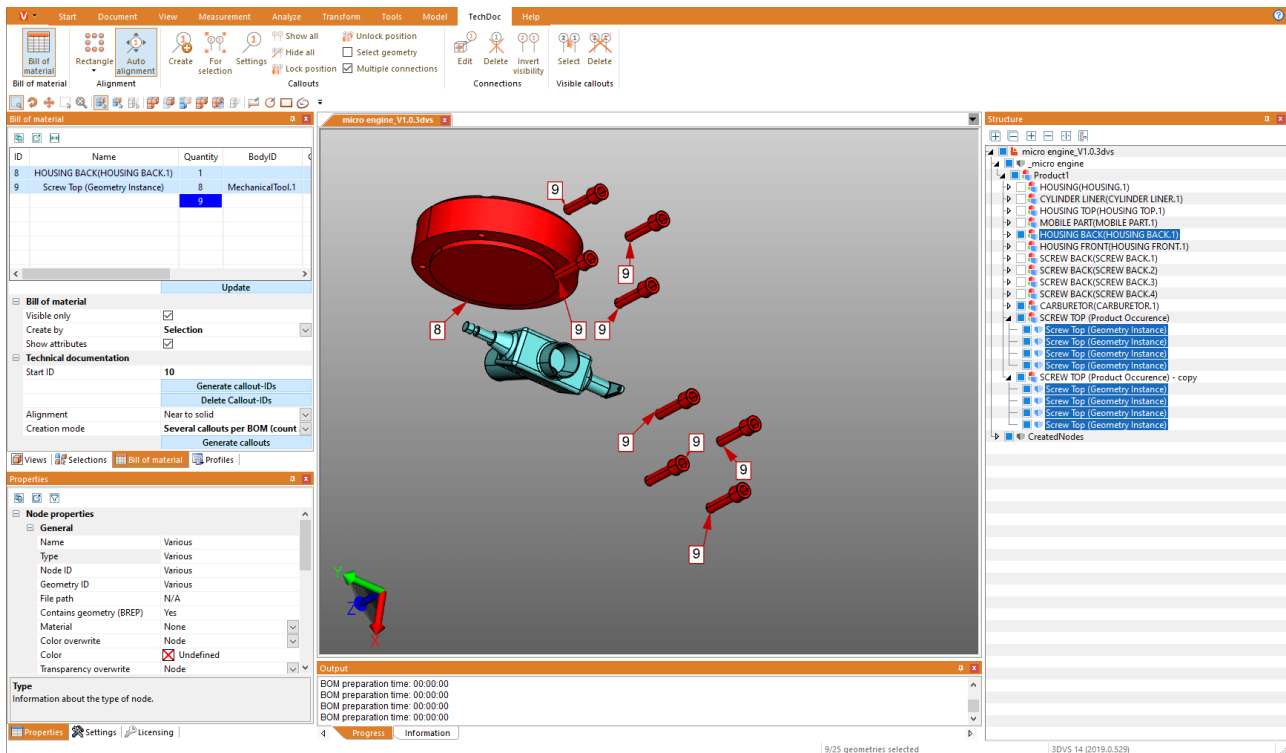 Start Document View Measurement Analyze Transform Tools Model TechDoc Help
Bill of material
Rectangle
Auto alignment
Create
For selection
Settings
Show all
Hide all
Lock position
Unlock position
Select geometry
Multiple connections
Edit
Delete
Invert visibility
Select
Delete
Bill of material Alignment Callouts Connections Visible callouts
Bill of material
ID Name Quantity BodyID
8 HOUSING BACK(HOUSING BACK.1) 1
9 Screw Top (Geometry Instance) 8 MechanicalTool.1
9
Update
Bill of material
Visible only
Create by Selection
Show attributes
Technical documentation
Start ID 10
Generate callout-IDs
Delete Callout-IDs
Alignment Near to solid
Creation mode Several callouts per BOM (count
Generate callouts
Views Selections Bill of material Profiles
Properties
Node properties
General
Name Various
Type Various
Node ID Various
Geometry ID Various
File path N/A
Contains geometry (BREP) Yes
Material None
Color overwrite Node
Color Undefined
Transparency overwrite Node
Type
Information about the type of node.
Properties Settings Licensing
micro engine_V1.0.3dvs
9
9
9
9
9
8
9
9
9
9
Y
Z
X
Output
BOM preparation time: 00:00:00
BOM preparation time: 00:00:00
BOM preparation time: 00:00:00
BOM preparation time: 00:00:00
Progress Information
Structure
micro engine_V1.0.3dvs
_micro engine
Product1
HOUSING(HOUSING.1)
CYLINDER LINER(CYLINDER LINER.1)
HOUSING TOP(HOUSING TOP.1)
MOBILE PART(MOBILE PART.1)
HOUSING BACK(HOUSING BACK.1)
HOUSING FRONT(HOUSING FRONT.1)
SCREW BACK(SCREW BACK.1)
SCREW BACK(SCREW BACK.2)
SCREW BACK(SCREW BACK.3)
SCREW BACK(SCREW BACK.4)
CARBURETOR(CARBURETOR.1)
SCREW TOP (Product Occurence)
Screw Top (Geometry Instance)
Screw Top (Geometry Instance)
Screw Top (Geometry Instance)
Screw Top (Geometry Instance)
SCREW TOP (Product Occurence) - copy
Screw Top (Geometry Instance)
Screw Top (Geometry Instance)
Screw Top (Geometry Instance)
Screw Top (Geometry Instance)
CreatedNodes
9/25 geometries selected 3DVS 14 (2019.0.529)